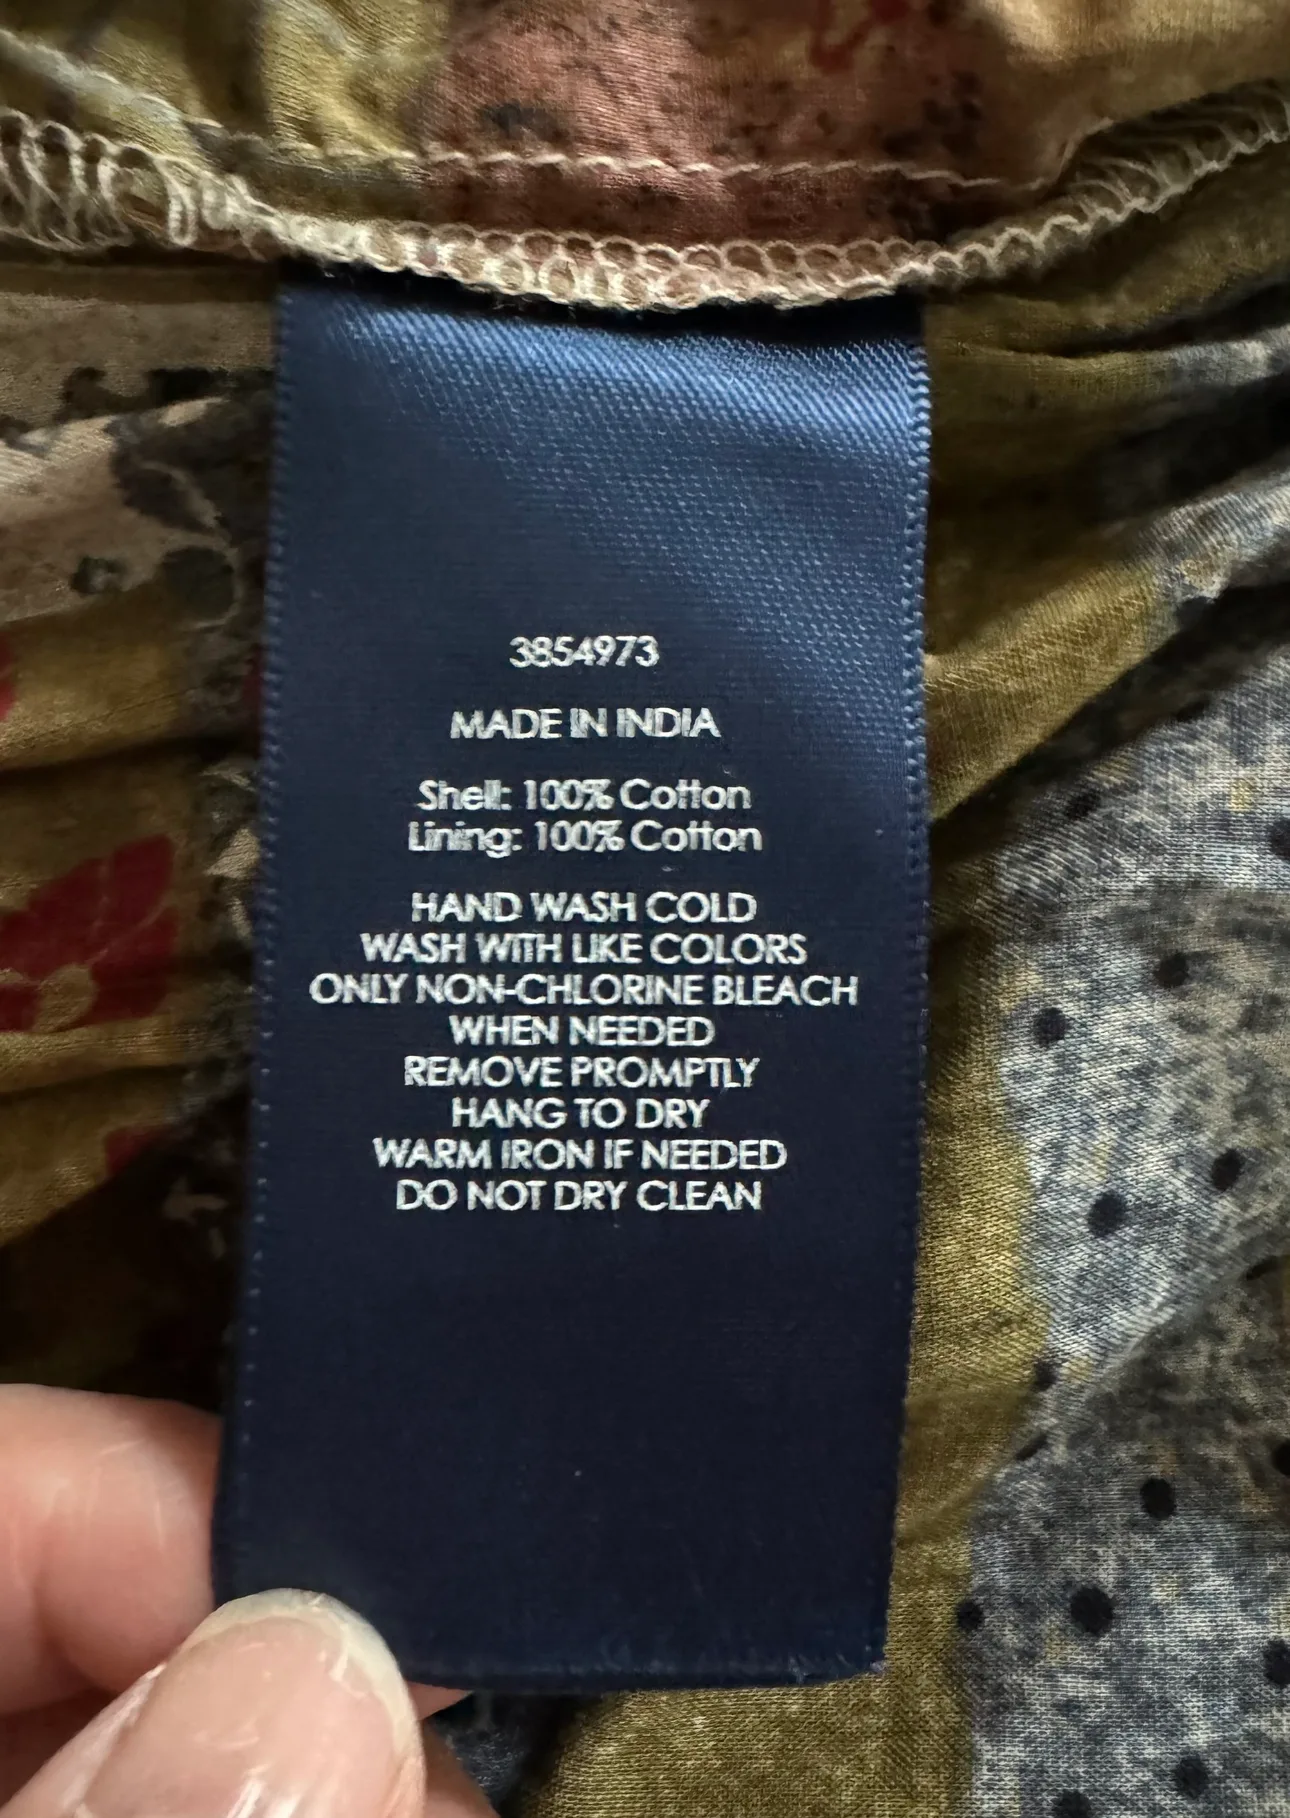 3854973
MADE IN INDIA
Shell: 100% Cotton
Lining: 100% Cotton
HAND WASH COLD
WASH WITH LIKE COLORS
ONLY NON-CHLORINE BLEACH
WHEN NEEDED
REMOVE PROMPTLY
HANG TO DRY
WARM IRON IF NEEDED
DO NOT DRY CLEAN